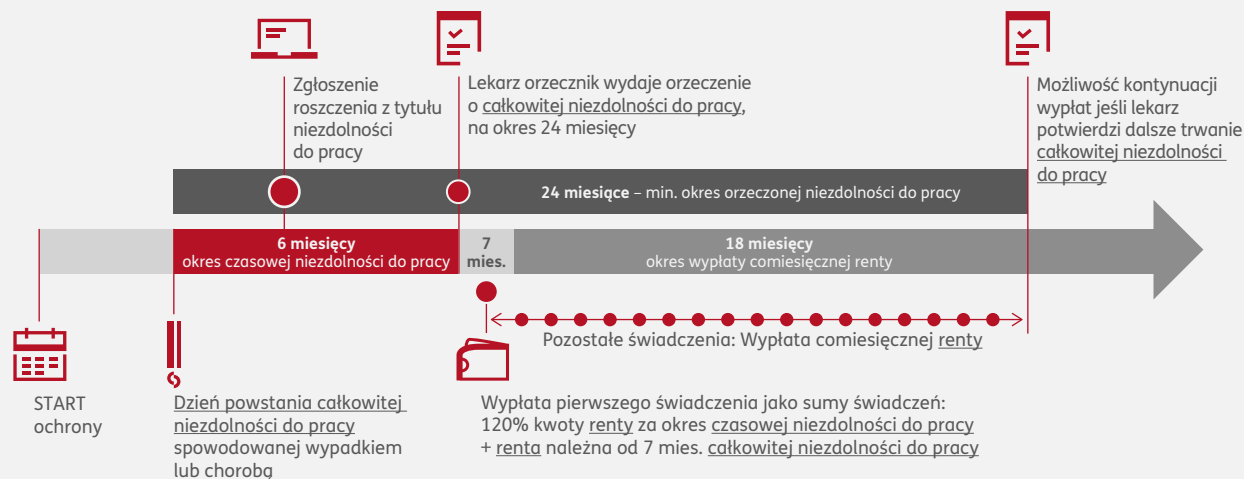 Zgłoszenie
roszczenia z tytułu
niezdolności
do pracy
Lekarz orzecznik wydaje orzeczenie
o całkowitej niezdolności do pracy,
na okres 24 miesięcy
Możliwość kontynuacji
wypłat jeśli lekarz
potwierdzi dalsze trwanie
całkowitej niezdolności
do pracy
24 miesiące – min. okres orzeczonej niezdolności do pracy
6 miesięcy
okres czasowej niezdolności do pracy
7
mies.
18 miesięcy
okres wypłaty comiesięcznej renty
Pozostałe świadczenia: Wypłata comiesięcznej renty
START
ochrony
Dzień powstania całkowitej
niezdolności do pracy
spowodowanej wypadkiem
lub chorobą
Wypłata pierwszego świadczenia jako sumy świadczeń:
120% kwoty renty za okres czasowej niezdolności do pracy
+ renta należna od 7 mies. całkowitej niezdolności do pracy